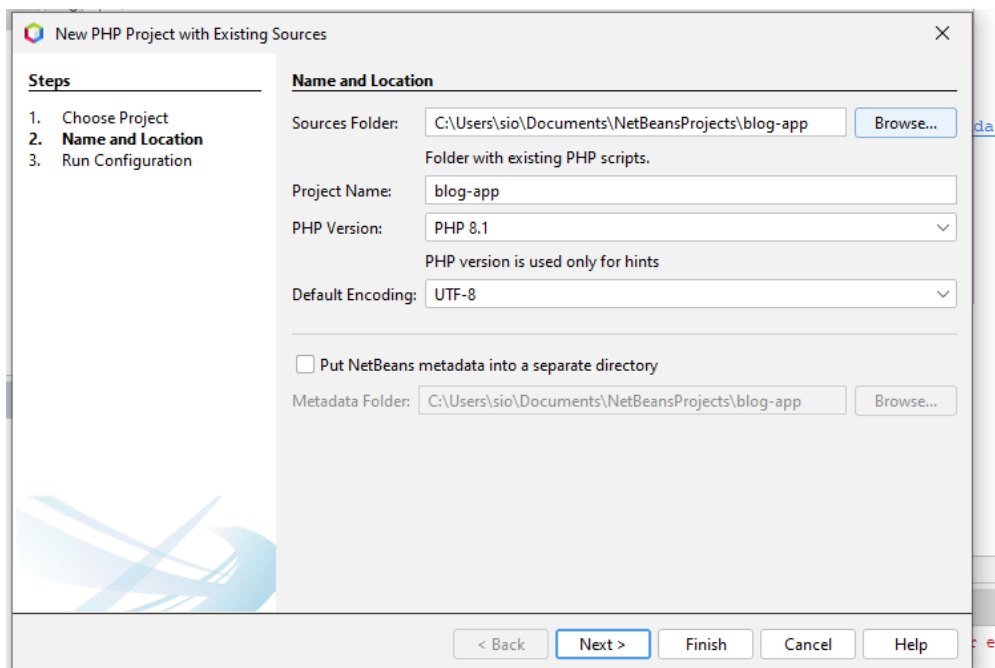 New PHP Project with Existing Sources
Steps
1. Choose Project
2. Name and Location
3. Run Configuration
Name and Location
Sources Folder: C:\Users\sio\Documents\NetBeansProjects\blog-app Browse...
Folder with existing PHP scripts.
Project Name: blog-app
PHP Version: PHP 8.1
PHP version is used only for hints
Default Encoding: UTF-8
Put NetBeans metadata into a separate directory
Metadata Folder: C:\Users\sio\Documents\NetBeansProjects\blog-app Browse...
< Back Next > Finish Cancel Help
da